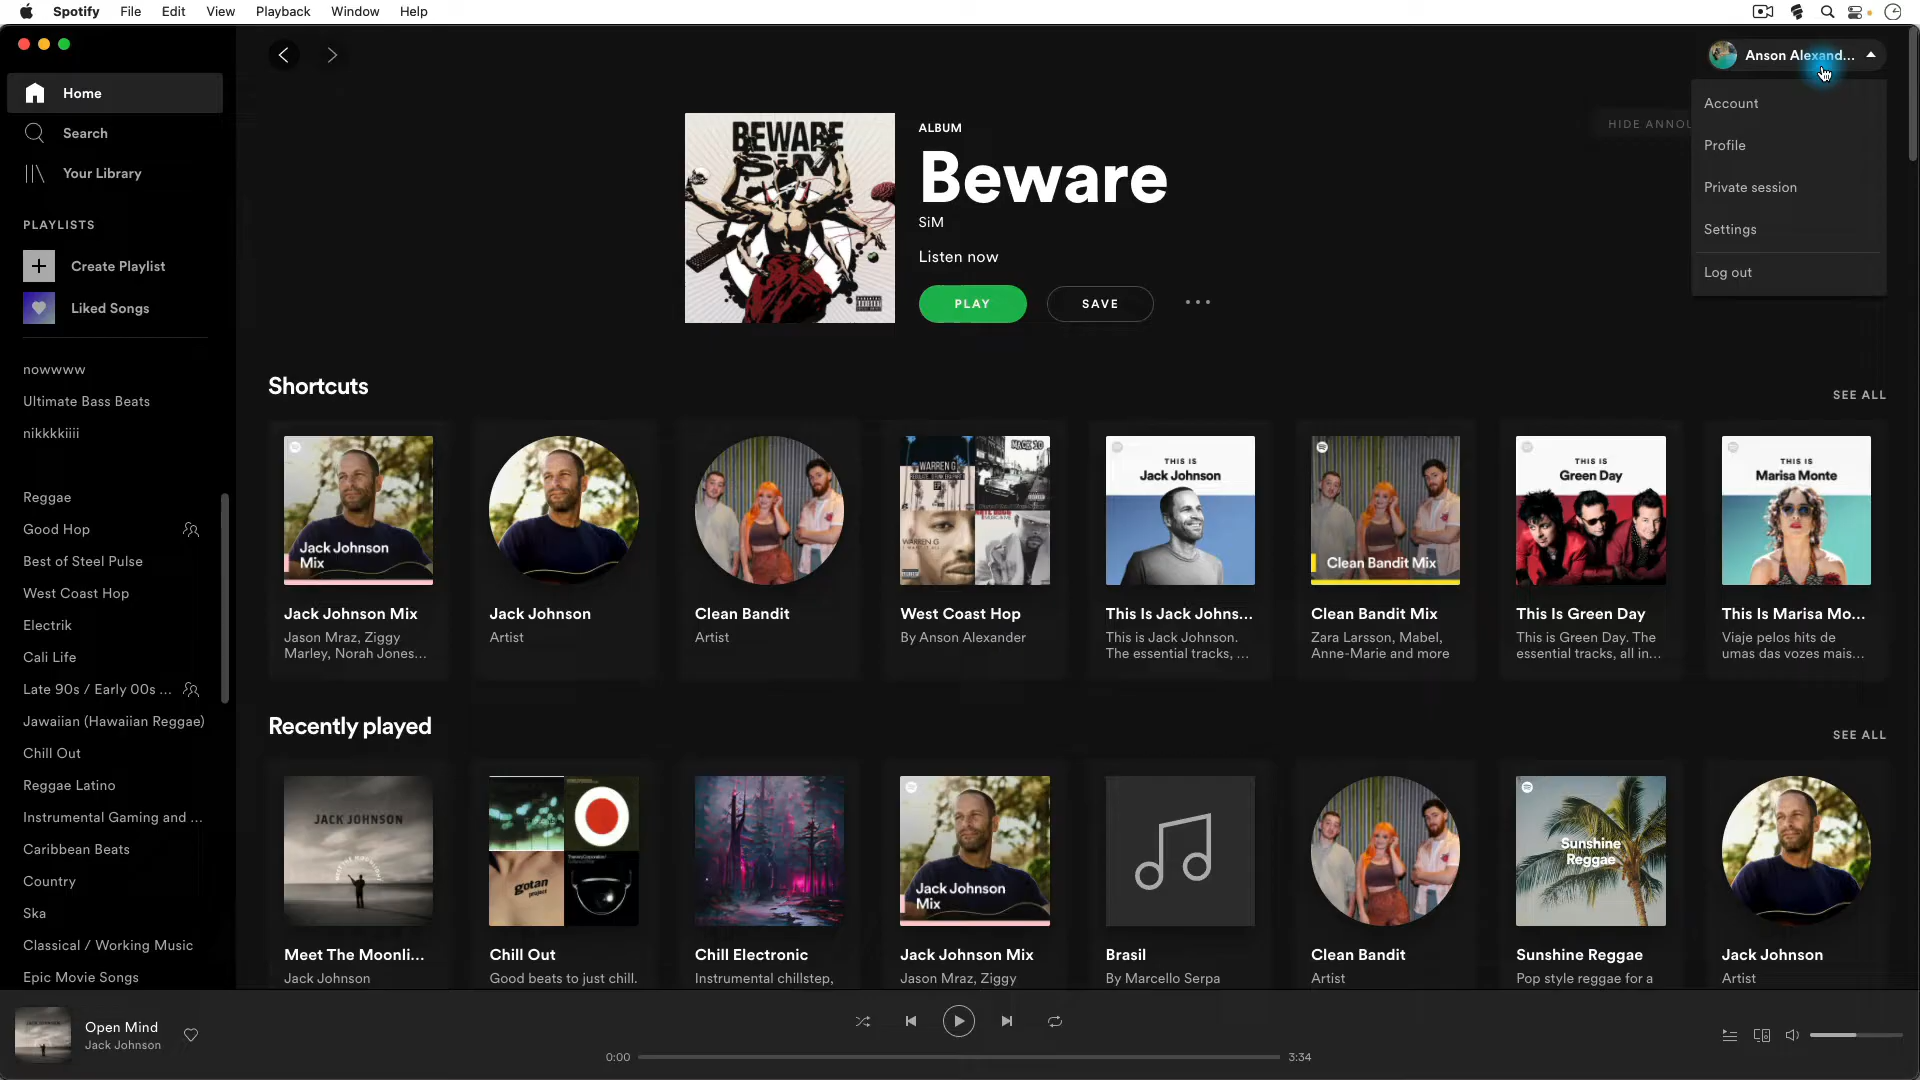 Spotify File Edit View Playback Window Help
Anson Alexand...
Account
Profile
Private session
Settings
Log out
Home
Search
Your Library
PLAYLISTS
Create Playlist
Liked Songs
nowwww
Ultimate Bass Beats
nikkkkiiii
Reggae
Good Hop
Best of Steel Pulse
West Coast Hop
Electrik
Cali Life
Late 90s / Early 00s ...
Jawaiian (Hawaiian Reggae)
Chill Out
Reggae Latino
Instrumental Gaming and ...
Caribbean Beats
Country
Ska
Classical / Working Music
Epic Movie Songs
HIDE ANNOU
BEWARE
SiM
ALBUM
Beware
SiM
Listen now
PLAY SAVE
Shortcuts
SEE ALL
Jack Johnson
Mix
Jack Johnson Mix
Jason Mraz, Ziggy
Marley, Norah Jones...
Jack Johnson
Artist
Clean Bandit
Artist
WARREN G
MACK 10
WARREN G
West Coast Hop
By Anson Alexander
THIS IS
Jack Johnson
This Is Jack Johns...
This is Jack Johnson.
The essential tracks, ...
Clean Bandit Mix
Clean Bandit Mix
Zara Larsson, Mabel,
Anne-Marie and more
THIS IS
Green Day
This Is Green Day
This is Green Day. The
essential tracks, all in...
THIS IS
Marisa Monte
This Is Marisa Mo...
Viaje pelos hits de
umas das vozes mais...
Recently played
SEE ALL
JACK JOHNSON
Meet The Moonli...
Jack Johnson
gotan
project
Chill Out
Good beats to just chill.
Chill Electronic
Instrumental chillstep,
Jack Johnson
Mix
Jack Johnson Mix
Jason Mraz, Ziggy
Brasil
By Marcello Serpa
Clean Bandit
Artist
Sunshine
Reggae
Sunshine Reggae
Pop style reggae for a
Jack Johnson
Artist
Open Mind
Jack Johnson
0:00
3:34